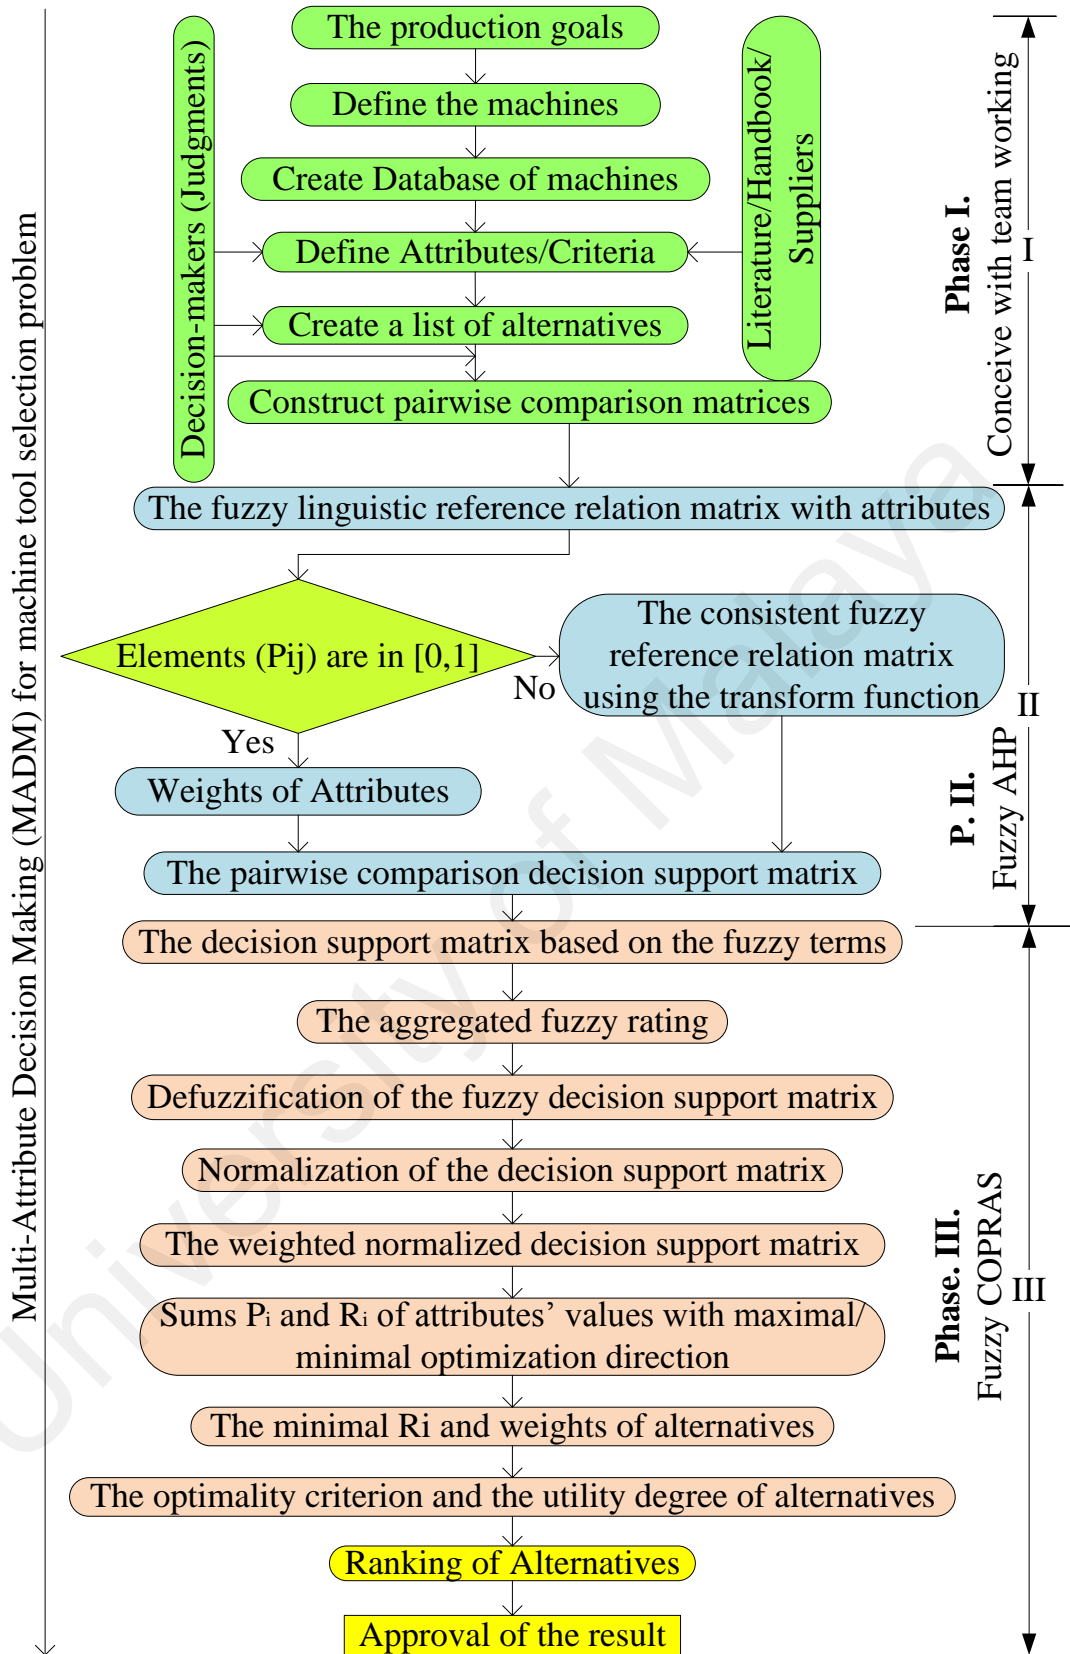 Multi-Attribute Decision Making (MADM) for machine tool selection problem
Decision-makers (Judgments)
The production goals
Define the machines
Create Database of machines
Define Attributes/Criteria
Create a list of alternatives
Construct pairwise comparison matrices
Literature/Handbook/
Suppliers
Phase I.
Conceive with team working
I
The fuzzy linguistic reference relation matrix with attributes
Elements (Pij) are in [0,1]
No
The consistent fuzzy
reference relation matrix
using the transform function
Yes
Weights of Attributes
The pairwise comparison decision support matrix
P. II.
Fuzzy AHP
II
The decision support matrix based on the fuzzy terms
The aggregated fuzzy rating
Defuzzification of the fuzzy decision support matrix
Normalization of the decision support matrix
The weighted normalized decision support matrix
Sums Pi and Ri of attributes’ values with maximal/
minimal optimization direction
The minimal Ri and weights of alternatives
The optimality criterion and the utility degree of alternatives
Ranking of Alternatives
Approval of the result
Phase. III.
Fuzzy COPRAS
III
University of Malaya